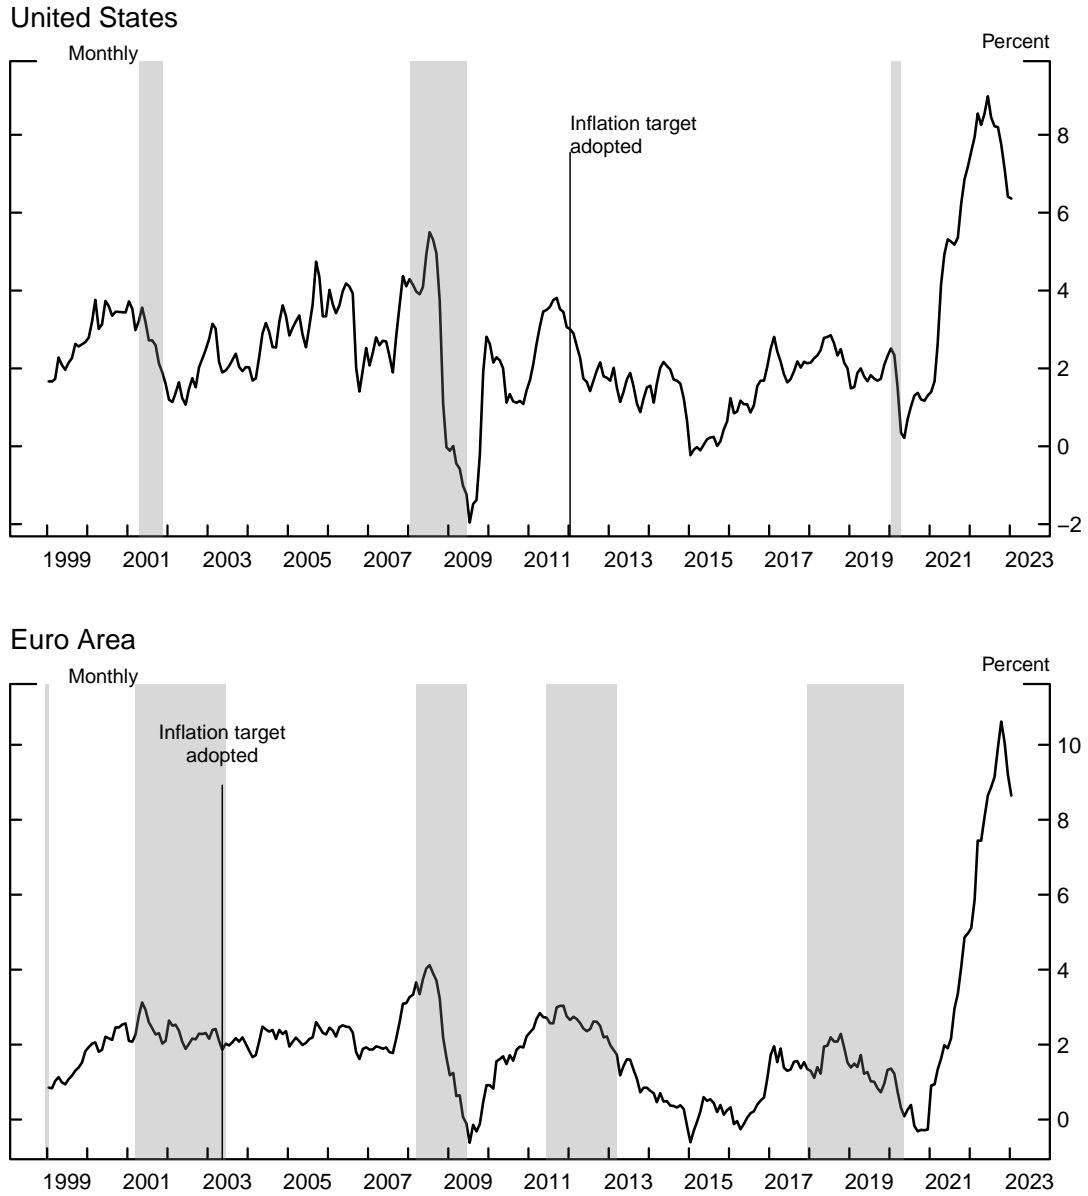 United States
Monthly
Percent
Inflation target
adopted
8
6
4
2
0
−2
1999 2001 2003 2005 2007 2009 2011 2013 2015 2017 2019 2021 2023
Euro Area
Monthly
Percent
Inflation target
adopted
10
8
6
4
2
0
1999 2001 2003 2005 2007 2009 2011 2013 2015 2017 2019 2021 2023